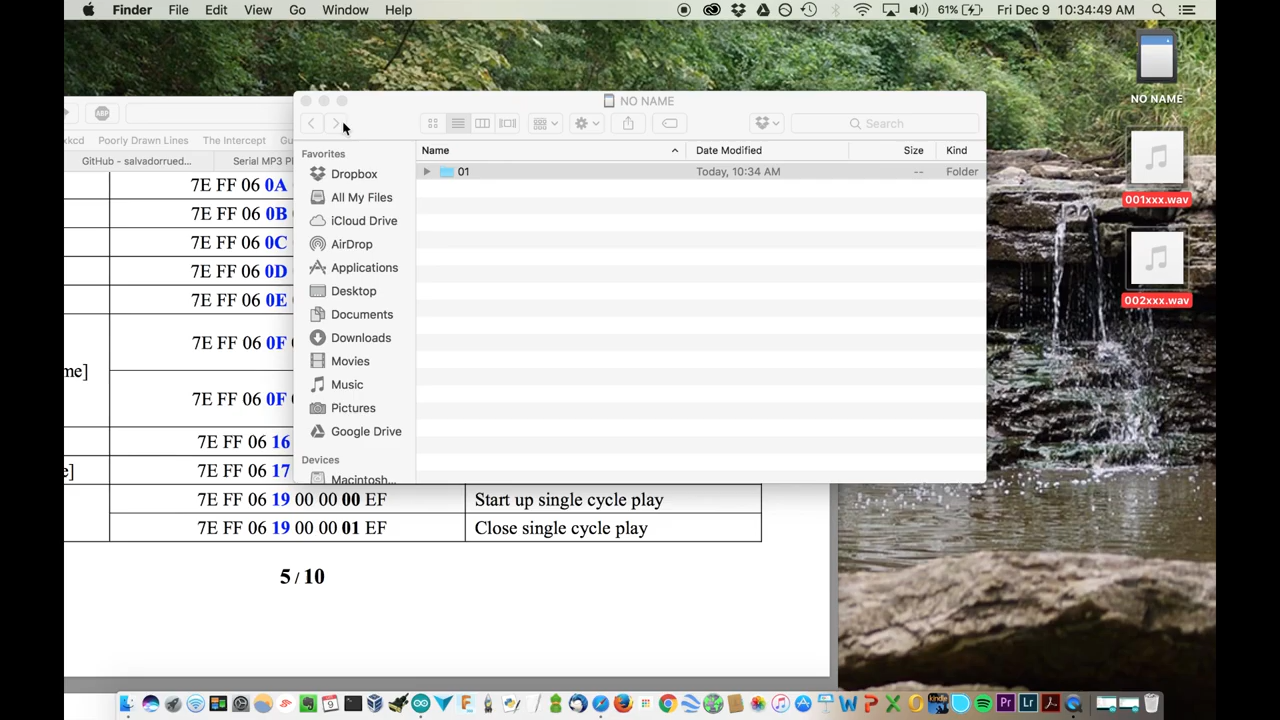 Finder File Edit View Go Window Help 61% Fri Dec 9 10:34:49 AM
NO NAME
Search
ABP
xkcd Poorly Drawn Lines The Intercept Gu
GitHub - salvadorrued... Serial MP3 Pl
Favorites
Dropbox
All My Files
iCloud Drive
AirDrop
Applications
Desktop
Documents
Downloads
Movies
Music
Pictures
Google Drive
Devices
Macintosh...
Name Date Modified Size Kind
01 Today, 10:34 AM -- Folder
7E FF 06 0A
7E FF 06 0B
7E FF 06 0C
7E FF 06 0D
7E FF 06 0E
7E FF 06 0F
me]
7E FF 06 0F
7E FF 06 16
e] 7E FF 06 17
7E FF 06 19 00 00 00 EF Start up single cycle play
7E FF 06 19 00 00 01 EF Close single cycle play
5 / 10
NO NAME
001xxx.wav
002xxx.wav